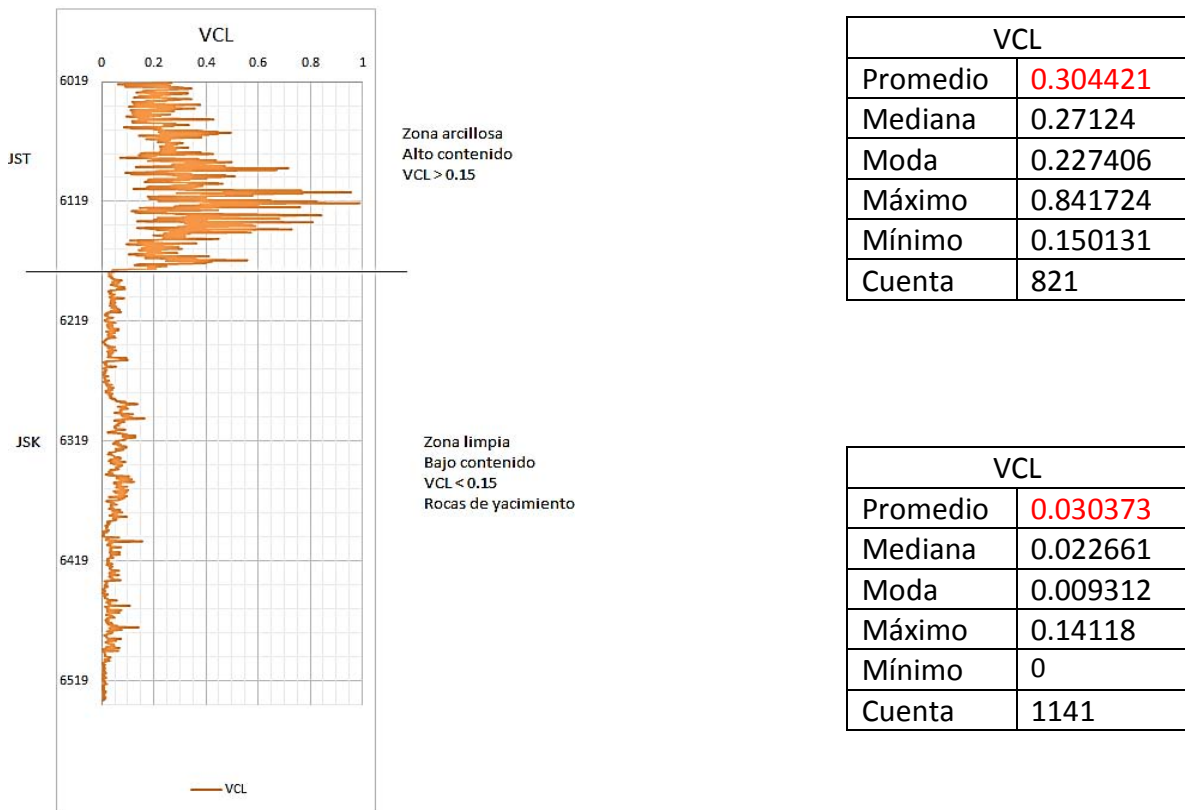 VCL
0 0.2 0.4 0.6 0.8 1
6019
JST
6119
6219
JSK
6319
6419
6519
VCL
Zona arcillosa
Alto contenido
VCL > 0.15
Zona limpia
Bajo contenido
VCL < 0.15
Rocas de yacimiento
VCL
Promedio 0.304421
Mediana 0.27124
Moda 0.227406
Máximo 0.841724
Mínimo 0.150131
Cuenta 821
VCL
Promedio 0.030373
Mediana 0.022661
Moda 0.009312
Máximo 0.14118
Mínimo 0
Cuenta 1141